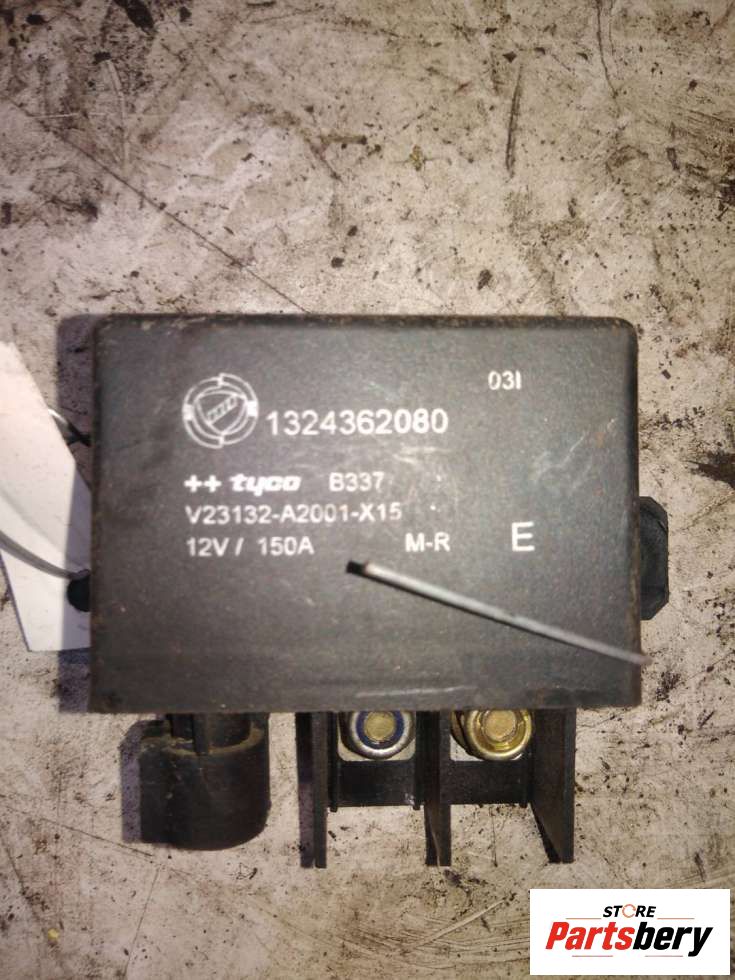 03I
1324362080
++ tyco B337
V23132-A2001-X15
12V / 150A M-R E
STORE
Partsbery